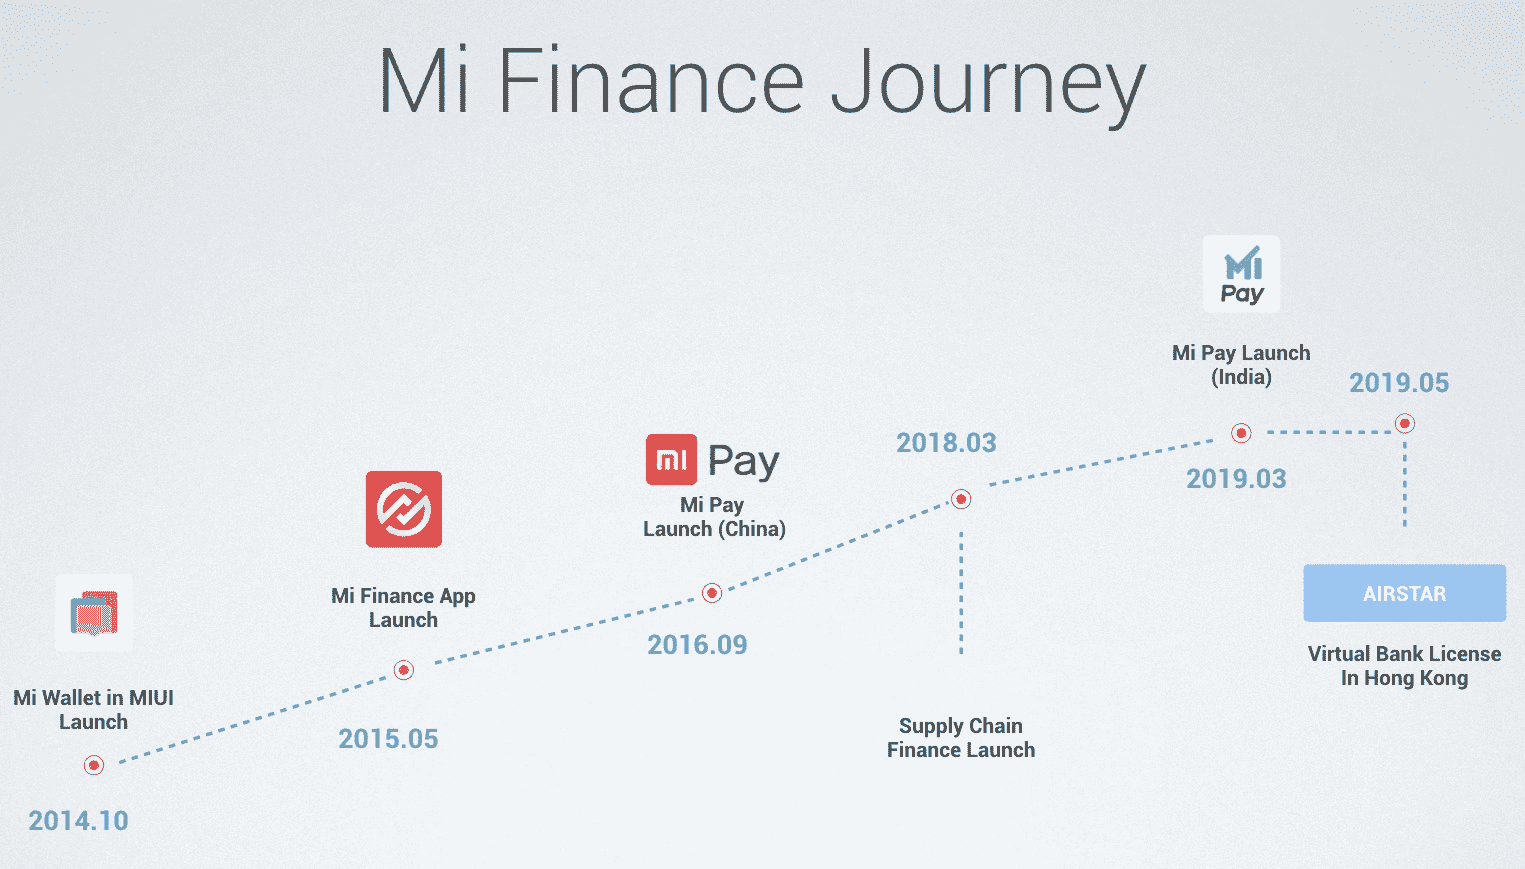 Mi Finance Journey
Mi Wallet in MIUI
Launch
2014.10
Mi Finance App
Launch
2015.05
mi Pay
Mi Pay
Launch (China)
2016.09
2018.03
Supply Chain
Finance Launch
Mi
Pay
Mi Pay Launch
(India)
2019.03
2019.05
AIRSTAR
Virtual Bank License
In Hong Kong